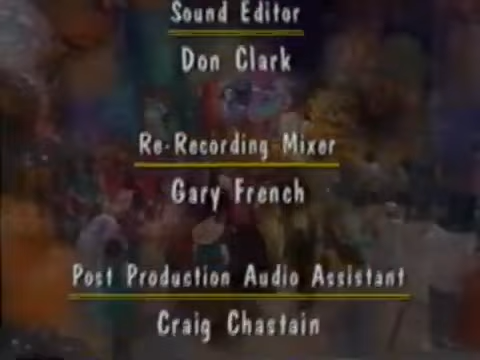 Sound Editor
Don Clark
Re-Recording Mixer
Gary French
Post Production Audio Assistant
Craig Chastain